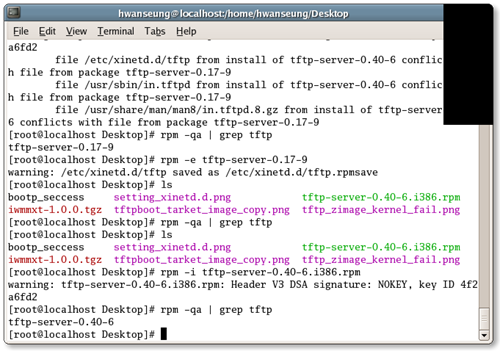 hwanseung@localhost:/home/hwanseung/Desktop
File Edit View Terminal Tabs Help
a6fd2
file /etc/xinetd.d/tftp from install of tftp-server-0.40-6 conflic
h file from package tftp-server-0.17-9
file /usr/sbin/in.tftpd from install of tftp-server-0.40-6 conflic
h file from package tftp-server-0.17-9
file /usr/share/man/man8/in.tftpd.8.gz from install of tftp-server
6 conflicts with file from package tftp-server-0.17-9
[root@localhost Desktop]# rpm -qa | grep tftp
tftp-server-0.17-9
[root@localhost Desktop]# rpm -e tftp-server-0.17-9
warning: /etc/xinetd.d/tftp saved as /etc/xinetd.d/tftp.rpmsave
[root@localhost Desktop]# ls
bootp_seccess setting_xinetd.d.png tftp-server-0.40-6.i386.rpm
iwmmxt-1.0.0.tgz tftpboot_tarket_image_copy.png tftp_zimage_kernel_fail.png
[root@localhost Desktop]# rpm -qa | grep tftp
[root@localhost Desktop]# ls
bootp_seccess setting_xinetd.d.png tftp-server-0.40-6.i386.rpm
iwmmxt-1.0.0.tgz tftpboot_tarket_image_copy.png tftp_zimage_kernel_fail.png
[root@localhost Desktop]# rpm -i tftp-server-0.40-6.i386.rpm
warning: tftp-server-0.40-6.i386.rpm: Header V3 DSA signature: NOKEY, key ID 4f2
a6fd2
[root@localhost Desktop]# rpm -qa | grep tftp
tftp-server-0.40-6
[root@localhost Desktop]#